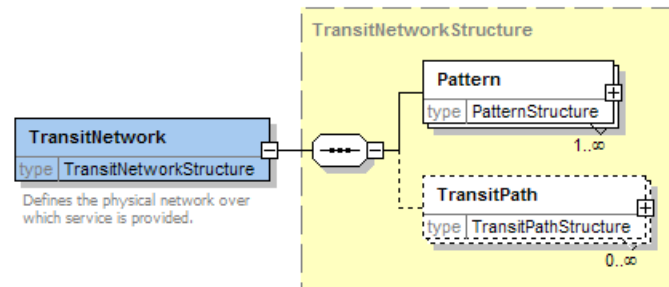 TransitNetworkStructure
Pattern
type PatternStructure
1..∞
TransitNetwork
type TransitNetworkStructure
Defines the physical network over
which service is provided.
TransitPath
type TransitPathStructure
0..∞